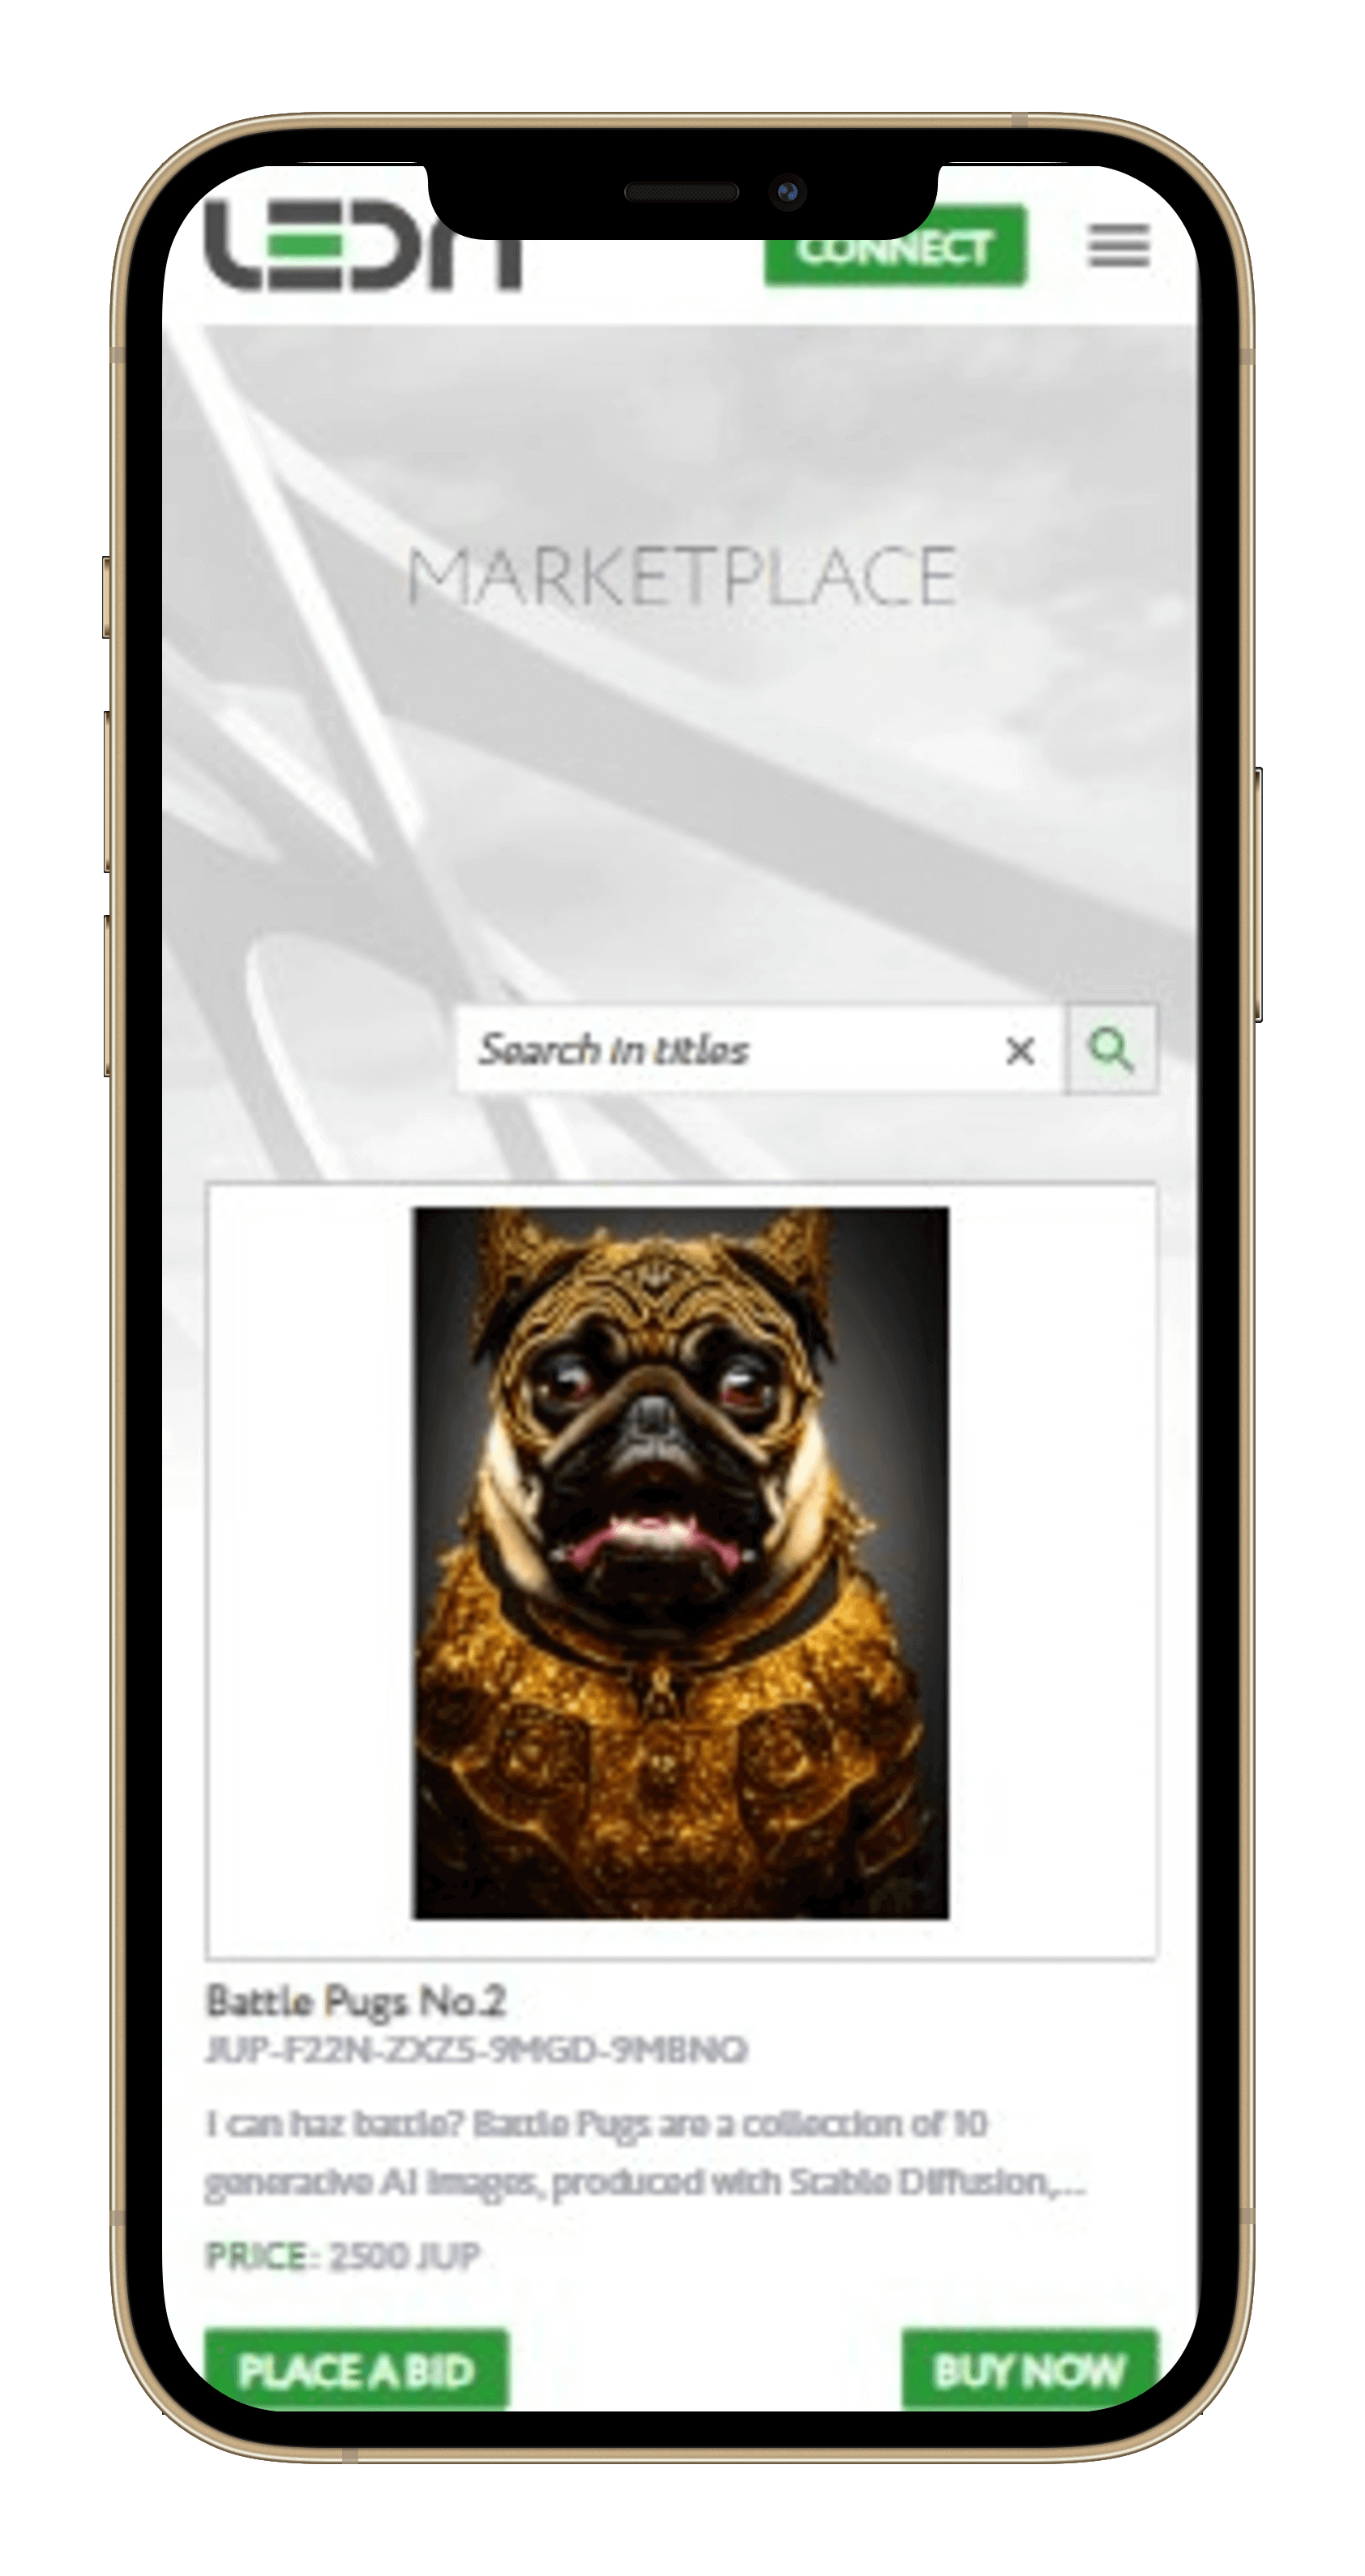 LEDA
CONNECT
MARKETPLACE
Search in titles
Battle Pugs No.2
JUP-F22N-ZXZ5-9MGD-9MBNQ
I can haz battle? Battle Pugs are a collection of 10
generative AI images, produced with Stable Diffusion,...
PRICE: 2500 JUP
PLACE A BID
BUY NOW